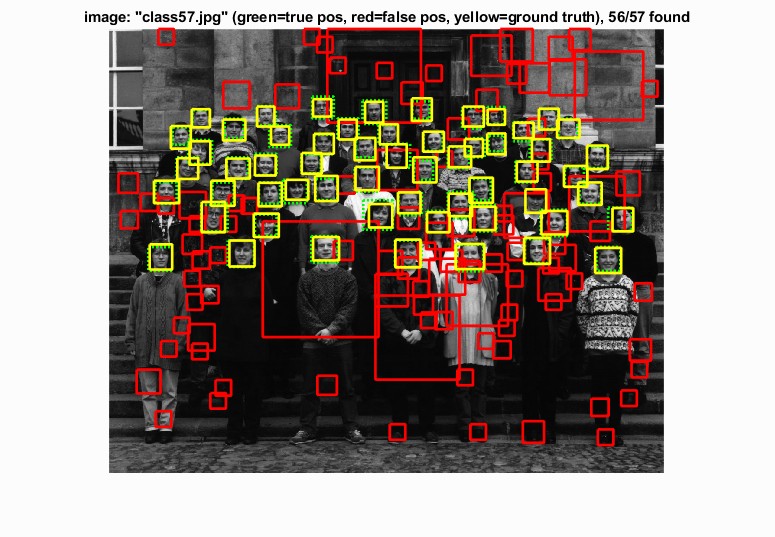 image: "class57.jpg" (green=true pos, red=false pos, yellow=ground truth), 56/57 found